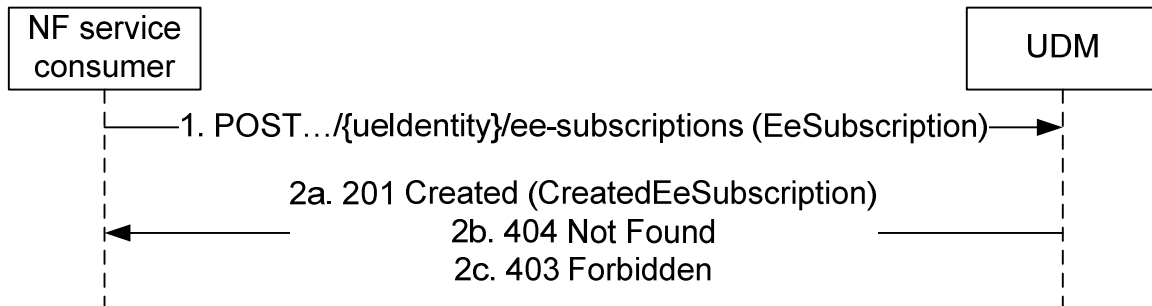 NF service
consumer
UDM
1. POST…/{ueIdentity}/ee-subscriptions (EeSubscription)
2a. 201 Created (CreatedEeSubscription)
2b. 404 Not Found
2c. 403 Forbidden